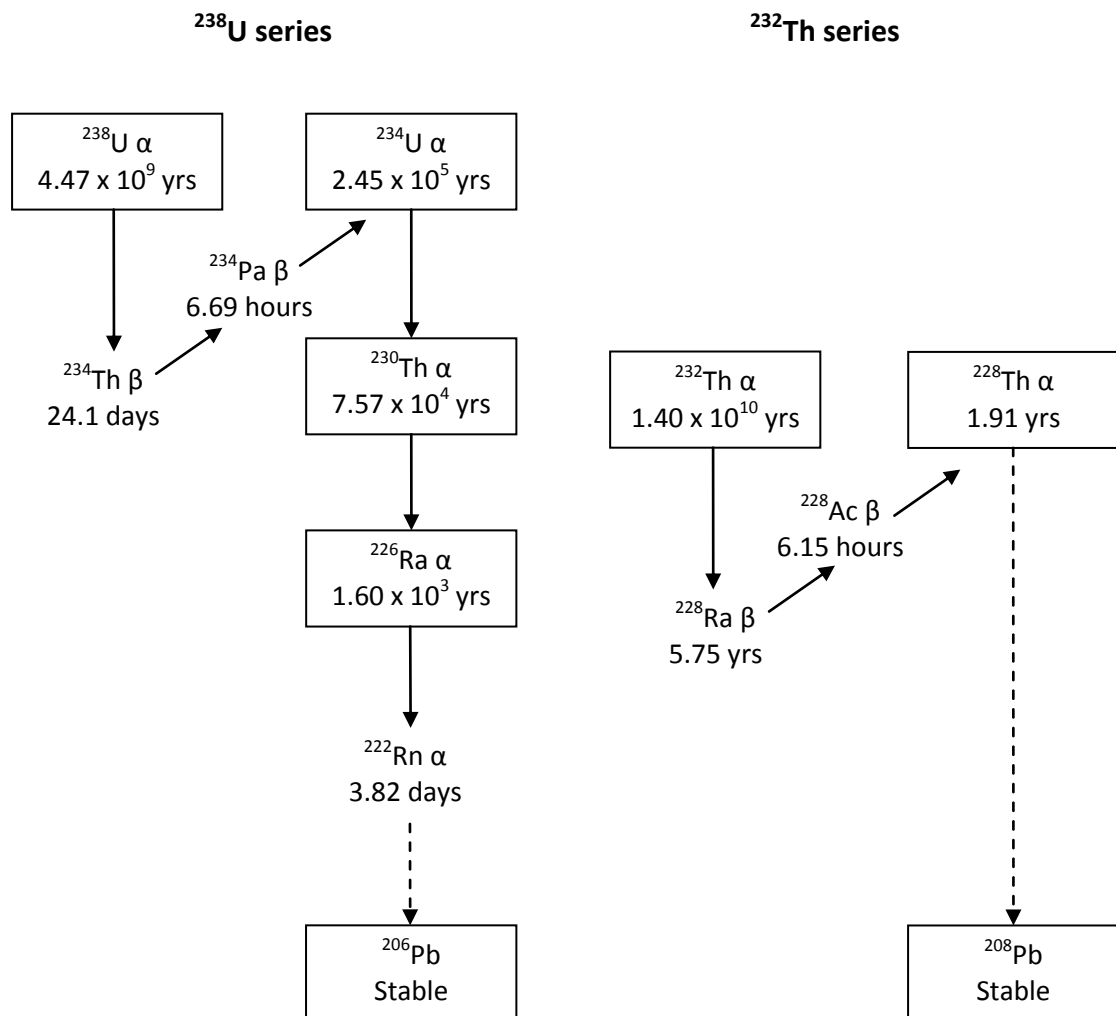 ²³⁸U series
²³²Th series
²³⁸U α
4.47 x 10⁹ yrs
²³⁴U α
2.45 x 10⁵ yrs
²³⁴Pa β
6.69 hours
²³⁴Th β
24.1 days
²³⁰Th α
7.57 x 10⁴ yrs
²²⁶Ra α
1.60 x 10³ yrs
²²²Rn α
3.82 days
²⁰⁶Pb
Stable
²³²Th α
1.40 x 10¹⁰ yrs
²²⁸Th α
1.91 yrs
²²⁸Ac β
6.15 hours
²²⁸Ra β
5.75 yrs
²⁰⁸Pb
Stable